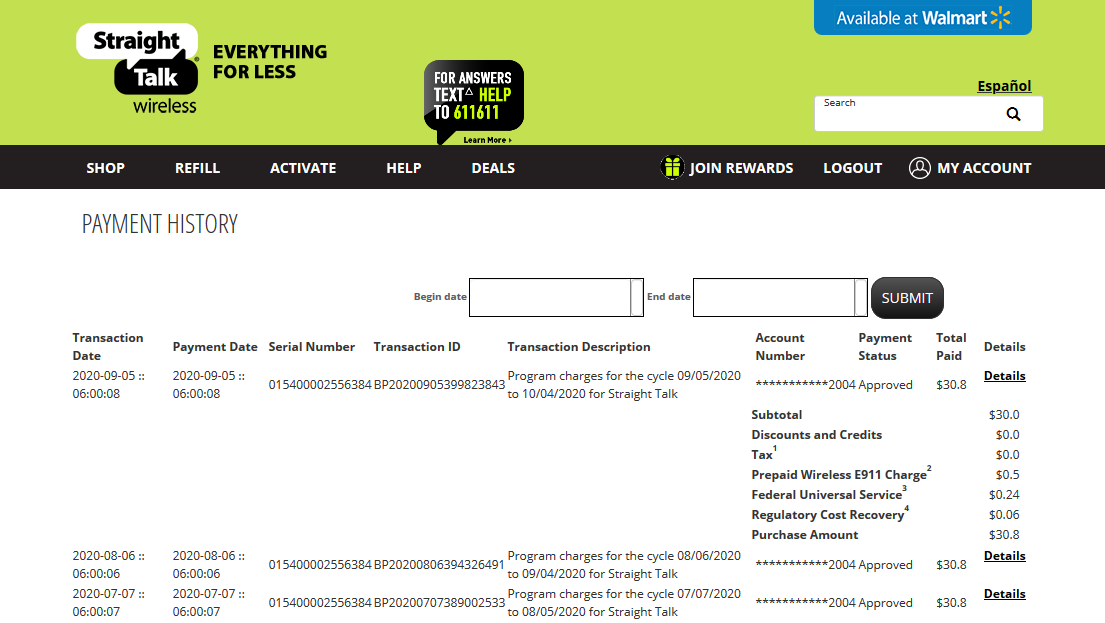 Available at Walmart
Straight Talk wireless
EVERYTHING
FOR LESS
FOR ANSWERS
TEXT△ HELP
TO 611611
Learn More ›
Español
Search
SHOP REFILL ACTIVATE HELP DEALS JOIN REWARDS LOGOUT MY ACCOUNT
PAYMENT HISTORY
Begin date End date SUBMIT
Transaction Date Payment Date Serial Number Transaction ID Transaction Description Account Number Payment Status Total Paid Details
2020-09-05 :: 2020-09-05 :: Program charges for the cycle 09/05/2020 Details
06:00:08 06:00:08 015400002556384 BP20200905399823843 to 10/04/2020 for Straight Talk ***********2004 Approved $30.8
Subtotal $30.0
Discounts and Credits $0.0
Tax1 $0.0
Prepaid Wireless E911 Charge2 $0.5
Federal Universal Service3 $0.24
Regulatory Cost Recovery4 $0.06
Purchase Amount $30.8
2020-08-06 :: 2020-08-06 :: Program charges for the cycle 08/06/2020 Details
06:00:06 06:00:06 015400002556384 BP20200806394326491 to 09/04/2020 for Straight Talk ***********2004 Approved $30.8
2020-07-07 :: 2020-07-07 :: Program charges for the cycle 07/07/2020 Details
06:00:07 06:00:07 015400002556384 BP20200707389002533 to 08/05/2020 for Straight Talk ***********2004 Approved $30.8